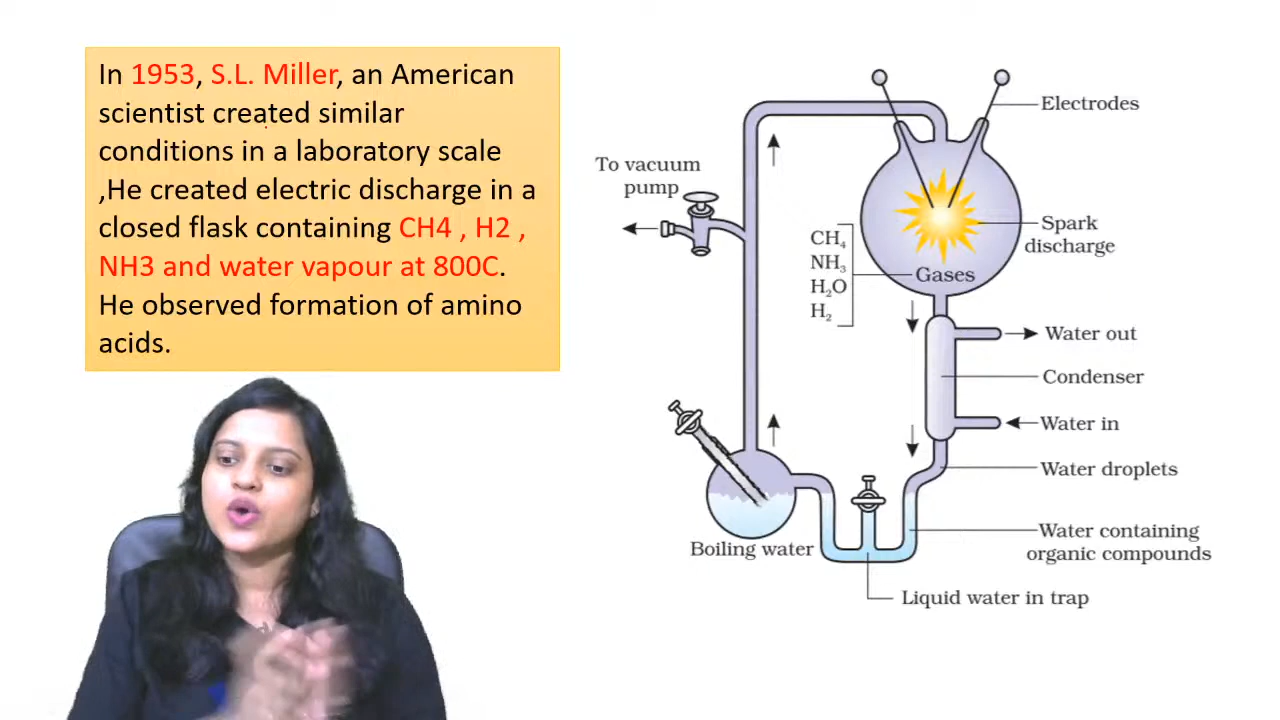 In 1953, S.L. Miller, an American
scientist created similar
conditions in a laboratory scale
,He created electric discharge in a
closed flask containing CH4 , H2 ,
NH3 and water vapour at 800C.
He observed formation of amino
acids.
To vacuum
pump
Electrodes
Spark
discharge
CH₄
NH₃
H₂O
H₂
Gases
Water out
Condenser
Water in
Water droplets
Water containing
organic compounds
Boiling water
Liquid water in trap